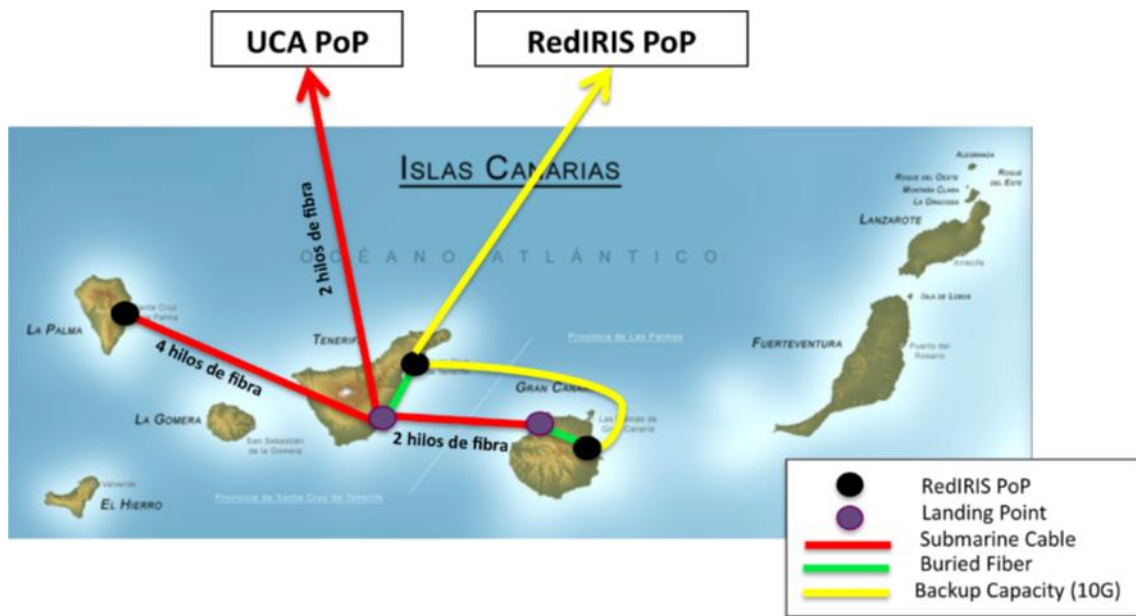 UCA PoP
RedIRIS PoP
ISLAS CANARIAS
OCÉANO ATLÁNTICO
2 hilos de fibra
ALEGRANZA
ROQUE DEL OESTE
ROQUE DEL ESTE
MONTAÑA CLARA
LA GRACIOSA
LANZAROTE
Arrecife
ISLA DE LOBOS
LA PALMA
Santa Cruz
Palma
TENERIF
Provincia de Las Palmas
FUERTEVENTURA
Puerto del
Rosario
4 hilos de fibra
GRAN CANA
LA GOMERA
San Sebastián
de la Gomera
2 hilos de fibra
Las Palmas de
Gran Canaria
Valverde
EL HIERRO
Provincia de Santa Cruz de Tenerife
RedIRIS PoP
Landing Point
Submarine Cable
Buried Fiber
Backup Capacity (10G)